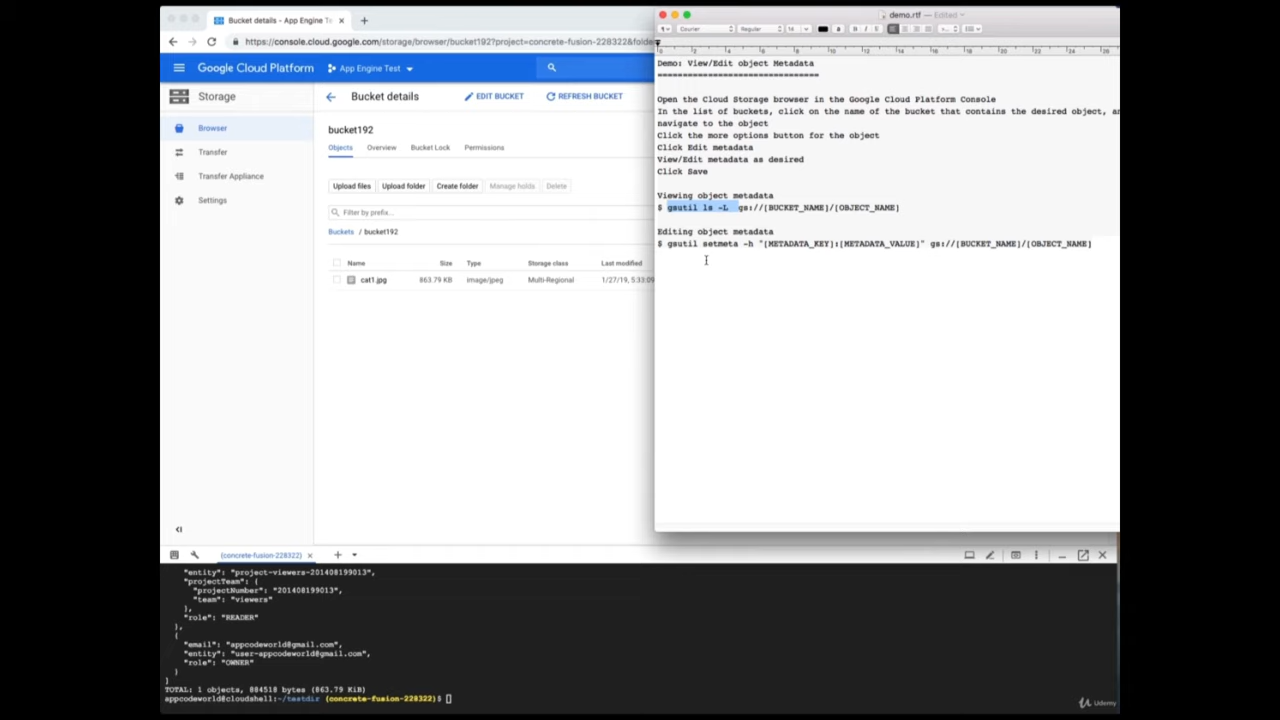 Bucket details - App Engine Te
https://console.cloud.google.com/storage/browser/bucket192?project=concrete-fusion-228322&folde
Google Cloud Platform
App Engine Test
Storage
Bucket details
EDIT BUCKET
REFRESH BUCKET
Browser
Transfer
Transfer Appliance
Settings
bucket192
Objects
Overview
Bucket Lock
Permissions
Upload files
Upload folder
Create folder
Manage holds
Delete
Filter by prefix...
Buckets / bucket192
Name Size Type Storage class Last modified
cat1.jpg 863.79 KB image/jpeg Multi-Regional 1/27/19, 5:33:09
demo.rtf — Edited
Courier
Regular
14
Demo: View/Edit object Metadata
================================
Open the Cloud Storage browser in the Google Cloud Platform Console
In the list of buckets, click on the name of the bucket that contains the desired object, an
navigate to the object
Click the more options button for the object
Click Edit metadata
View/Edit metadata as desired
Click Save
Viewing object metadata
$ gsutil ls -L gs://[BUCKET_NAME]/[OBJECT_NAME]
Editing object metadata
$ gsutil setmeta -h "[METADATA_KEY]:[METADATA_VALUE]" gs://[BUCKET_NAME]/[OBJECT_NAME]
(concrete-fusion-228322)
"entity": "project-viewers-201408199013",
"projectTeam": {
"projectNumber": "201408199013",
"team": "viewers"
},
"role": "READER"
},
{
"email": "appcodeworld@gmail.com",
"entity": "user-appcodeworld@gmail.com",
"role": "OWNER"
}
]
TOTAL: 1 objects, 884518 bytes (863.79 KiB)
appcodeworld@cloudshell:~/testdir (concrete-fusion-228322)$
Udemy